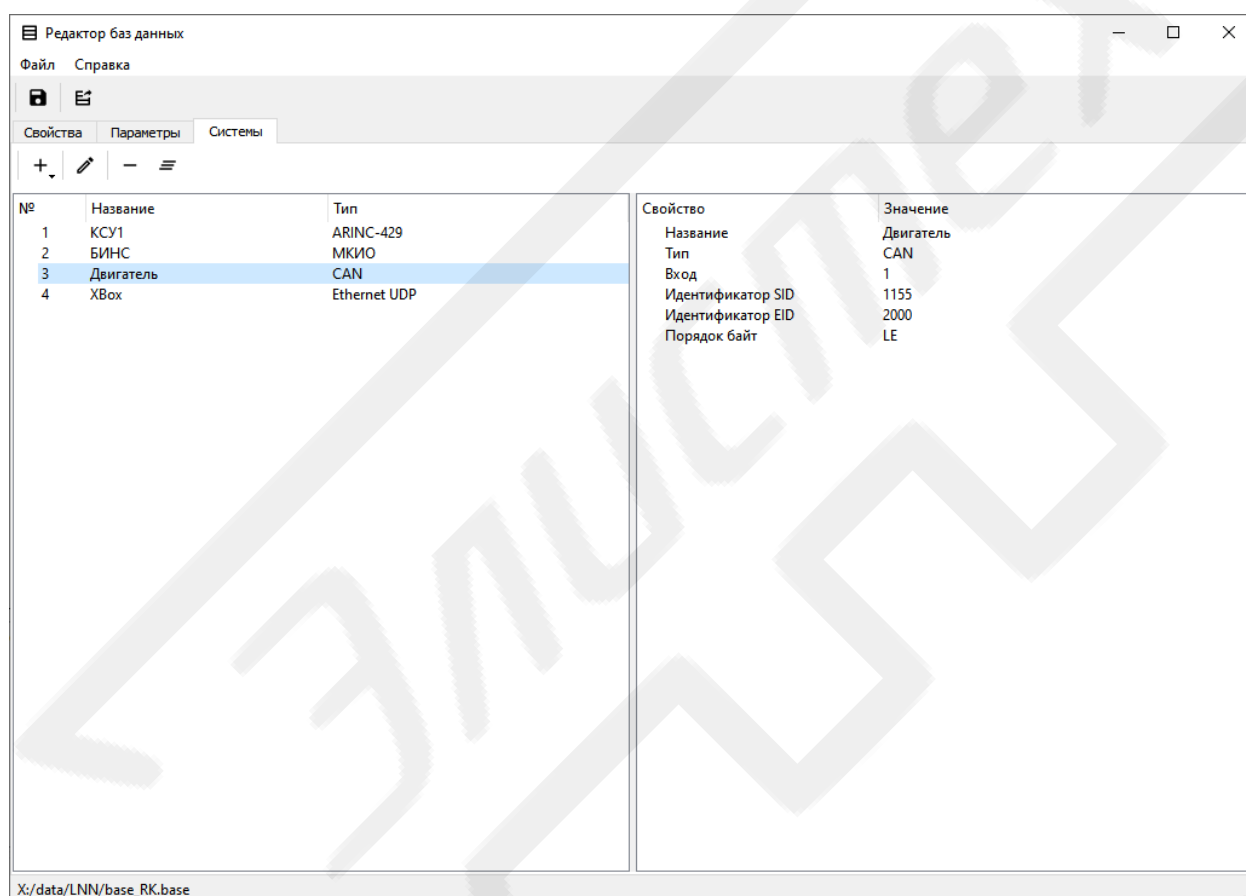 Редактор баз данных
Файл Справка
Свойства Параметры Системы
№ Название Тип
1 КСУ1 ARINC-429
2 БИНС МКИО
3 Двигатель CAN
4 XBox Ethernet UDP
Свойство Значение
Название Двигатель
Тип CAN
Вход 1
Идентификатор SID 1155
Идентификатор EID 2000
Порядок байт LE
X:/data/LNN/base_RK.base
Элистех